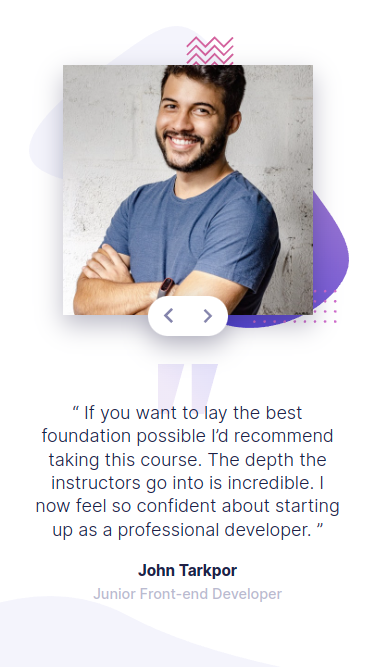 “ If you want to lay the best
foundation possible I’d recommend
taking this course. The depth the
instructors go into is incredible. I
now feel so confident about starting
up as a professional developer. ”
John Tarkpor
Junior Front-end Developer